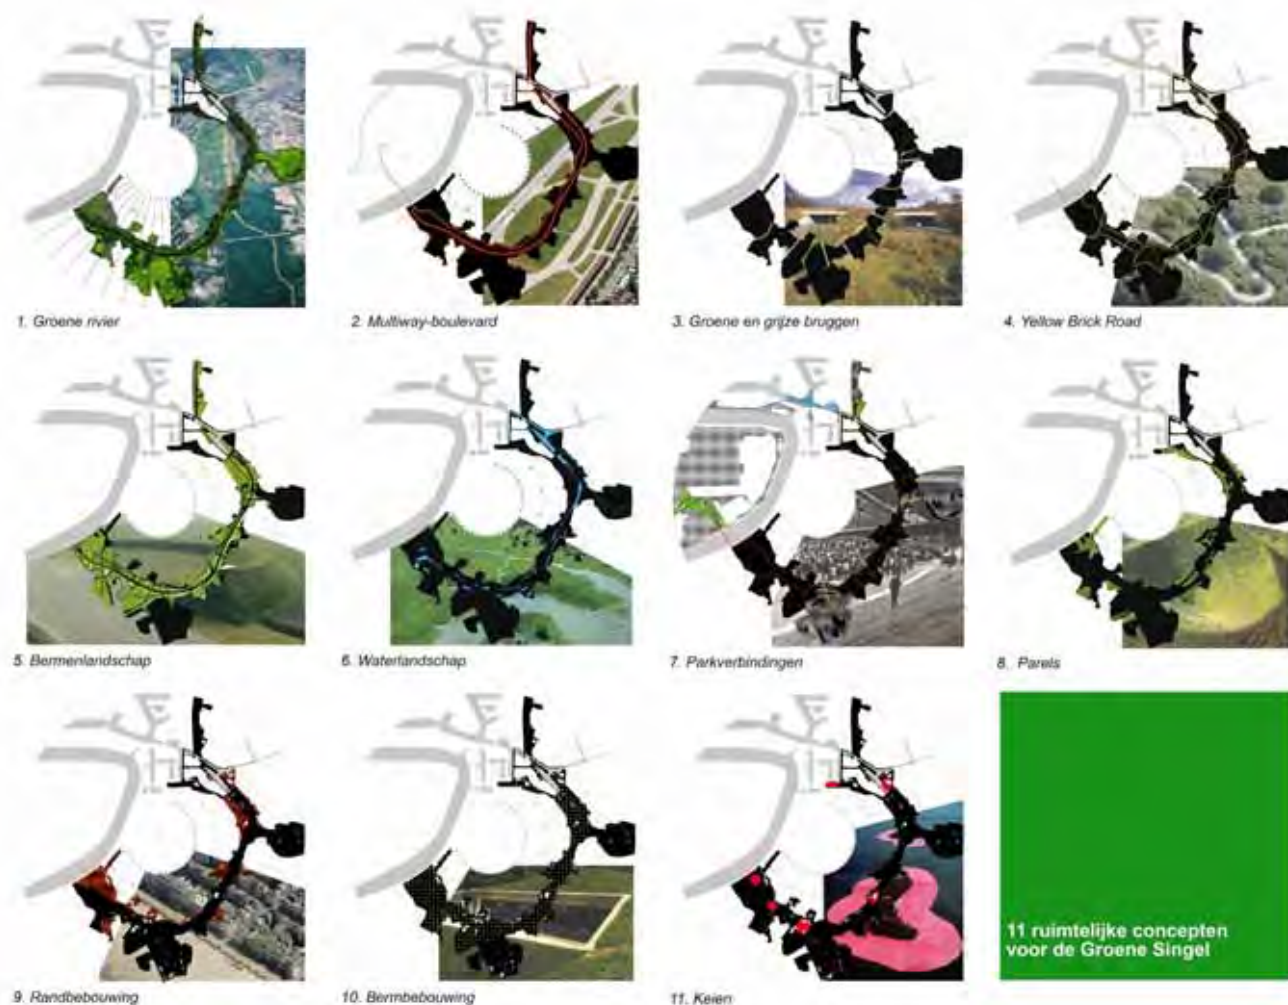 1. Groene rivier
2. Multiway-boulevard
3. Groene en grijze bruggen
4. Yellow Brick Road
5. Bermenlandschap
6. Waterlandschap
7. Parkverbindingen
8. Parels
9. Randbebouwing
10. Bermbebouwing
11. Keien
11 ruimtelijke concepten
voor de Groene Singel